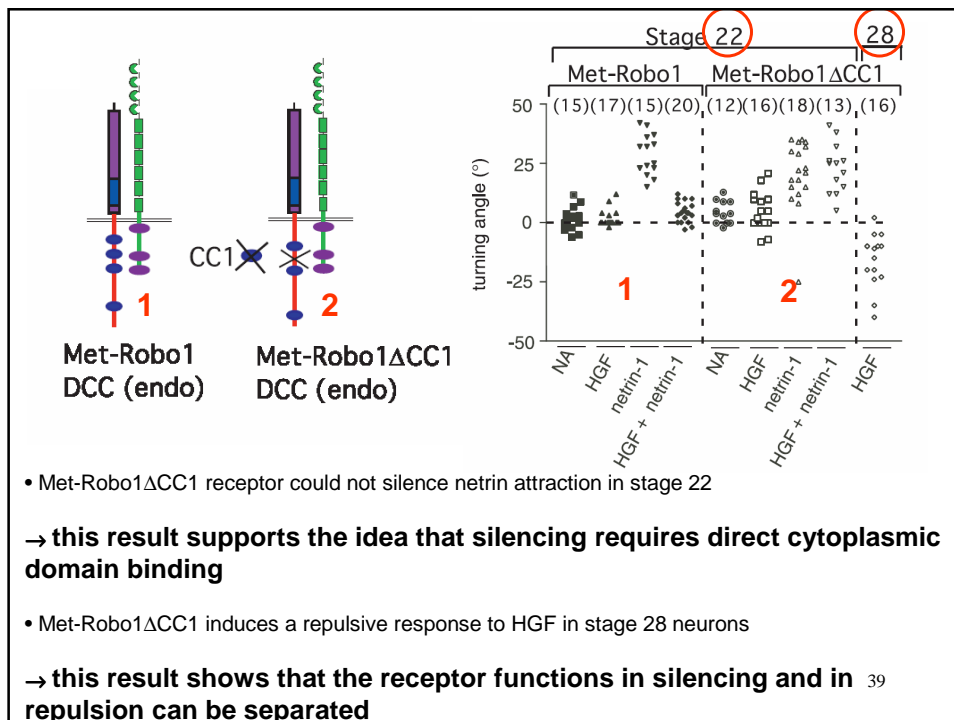 Stage 22
28
Met-Robo1
Met-Robo1ΔCC1
50
(15)(17)(15)(20)
(12)(16)(18)(13)
(16)
25
0
-25
-50
turning angle (°)
1
2
NA
HGF
netrin-1
HGF + netrin-1
NA
HGF
netrin-1
HGF + netrin-1
HGF
CC1
1
2
Met-Robo1
DCC (endo)
Met-Robo1ΔCC1
DCC (endo)
• Met-Robo1ΔCC1 receptor could not silence netrin attraction in stage 22
→ this result supports the idea that silencing requires direct cytoplasmic
domain binding
• Met-Robo1ΔCC1 induces a repulsive response to HGF in stage 28 neurons
→ this result shows that the receptor functions in silencing and in 39
repulsion can be separated